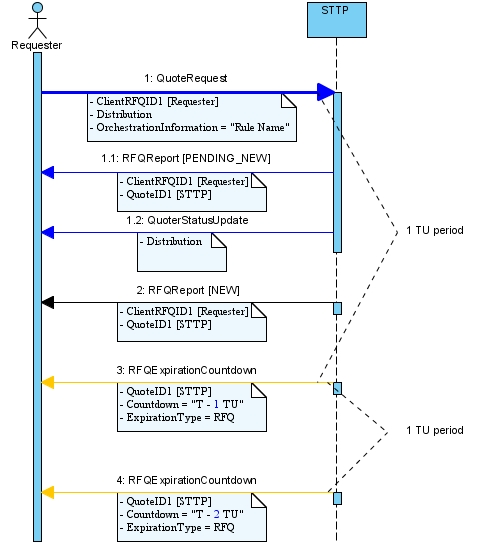 STTP
Requester
1: QuoteRequest
- ClientRFQID1 [Requester]
- Distribution
- OrchestrationInformation = "Rule Name"
1.1: RFQReport [PENDING_NEW]
- ClientRFQID1 [Requester]
- QuoteID1 [STTP]
1.2: QuoterStatusUpdate
- Distribution
1 TU period
2: RFQReport [NEW]
- ClientRFQID1 [Requester]
- QuoteID1 [STTP]
3: RFQExpirationCountdown
- QuoteID1 [STTP]
- Countdown = "T - 1 TU"
- ExpirationType = RFQ
1 TU period
4: RFQExpirationCountdown
- QuoteID1 [STTP]
- Countdown = "T - 2 TU"
- ExpirationType = RFQ